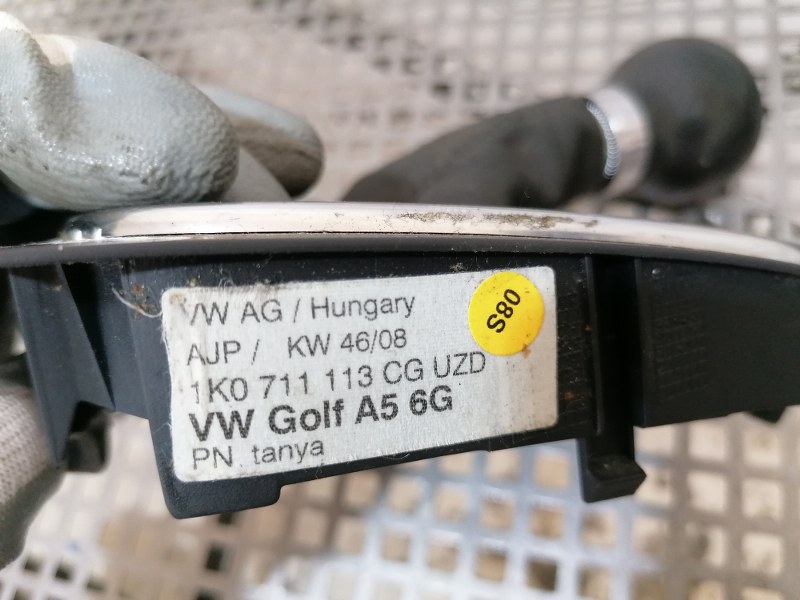 VW AG / Hungary
AJP / KW 46/08
1K0 711 113 CG UZD
VW Golf A5 6G
PN tanya
S80